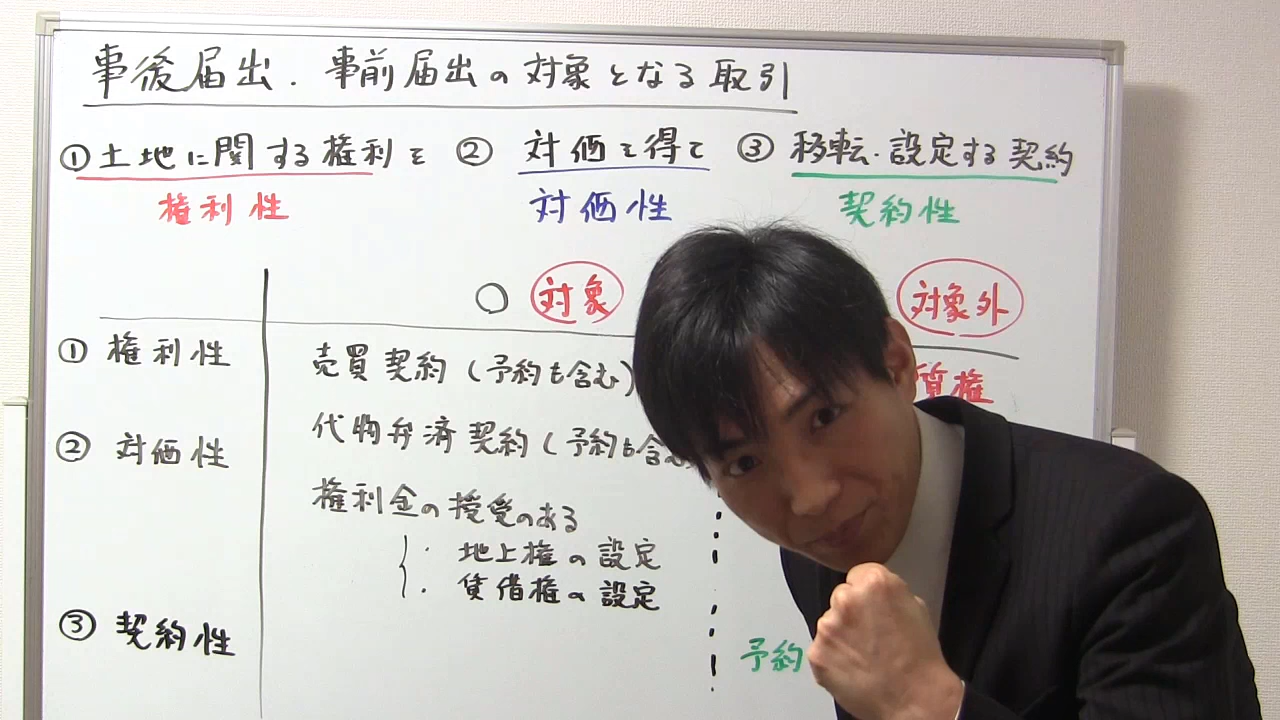 事後届出・事前届出の対象となる取引
①土地に関する権利を ②対価を得て ③移転・設定する契約
権利性 対価性 契約性
○ 対象 対象外
①権利性 売買契約(予約も含む) 質権
②対価性 代物弁済契約(予約も含む
権利金の授受のある
・地上権の設定
・賃借権の設定
③契約性 予約